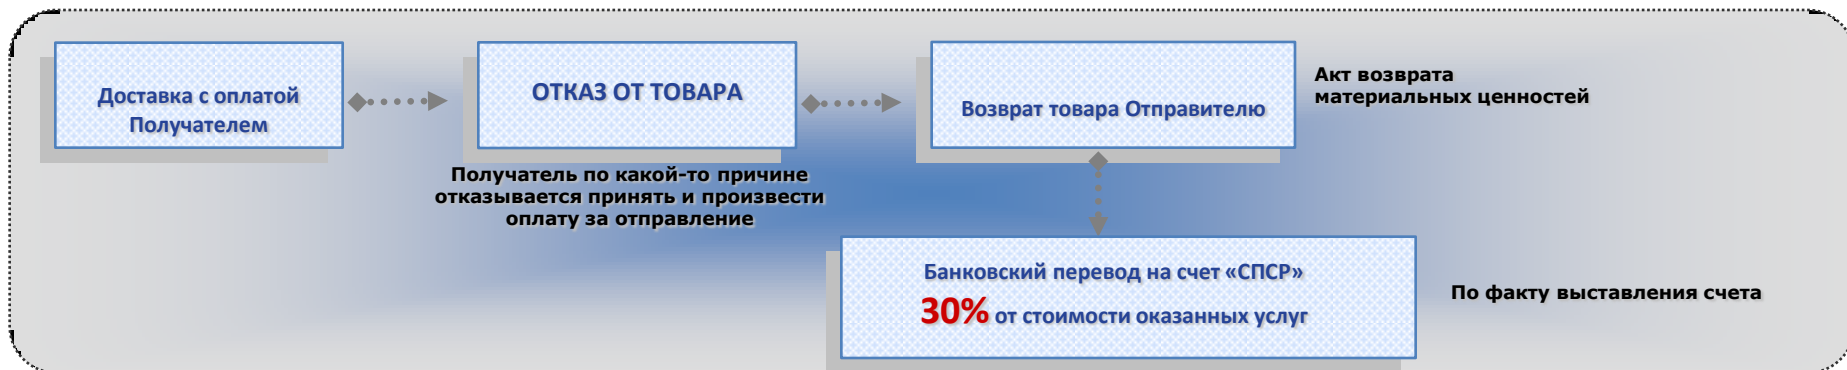 Доставка с оплатой
Получателем
ОТКАЗ ОТ ТОВАРА
Возврат товара Отправителю
Акт возврата
материальных ценностей
Получатель по какой-то причине
отказывается принять и произвести
оплату за отправление
Банковский перевод на счет «СПСР»
30% от стоимости оказанных услуг
По факту выставления счета